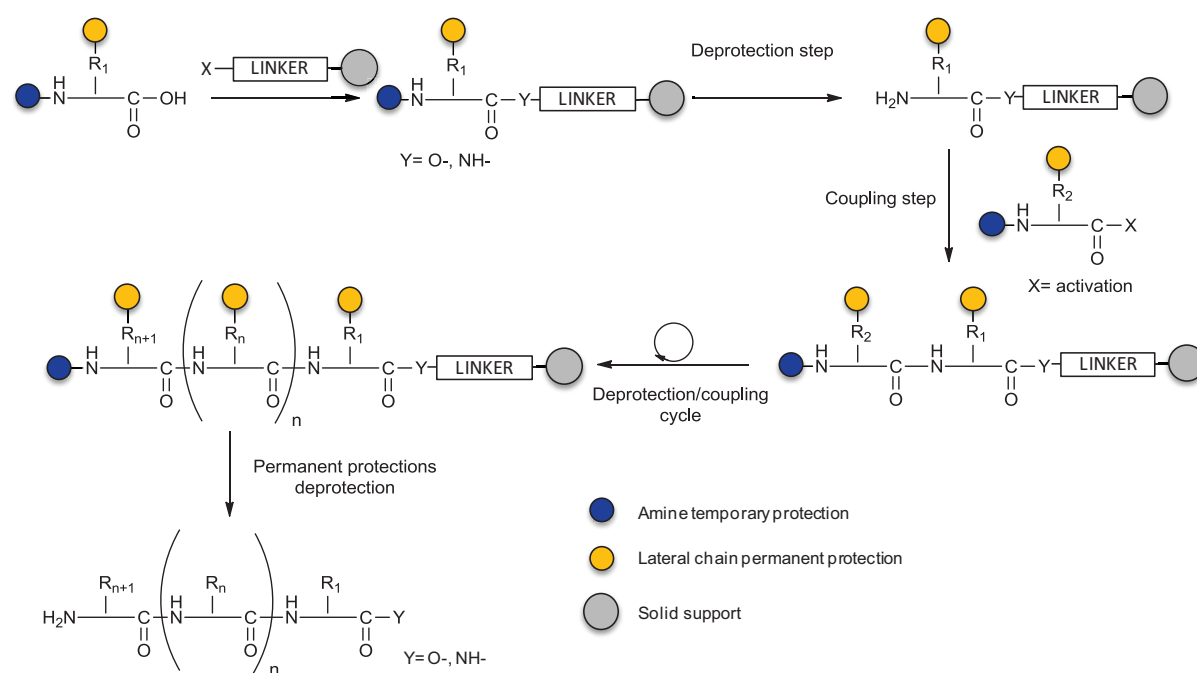 R1
H
N
C
OH
O
X
LINKER
R1
H
N
C
Y
LINKER
O
Y= O-, NH-
Deprotection step
R1
H2N
C
Y
LINKER
O
Coupling step
R2
H
N
C
X
O
X= activation
R2
R1
H
N
C
O
H
N
C
O
Y
LINKER
Deprotection/coupling
cycle
Rn+1
Rn
R1
H
N
C
O
H
N
C
O
n
H
N
C
O
Y
LINKER
Permanent protections
deprotection
Rn+1
Rn
R1
H2N
C
O
H
N
C
O
n
H
N
C
O
Y
Y= O-, NH-
Amine temporary protection
Lateral chain permanent protection
Solid support